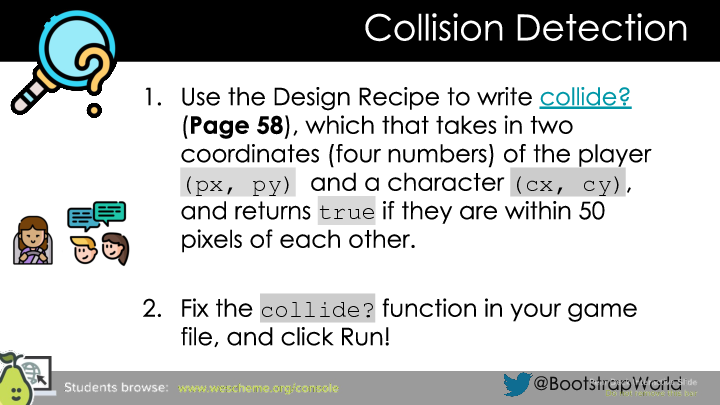 Collision Detection
1. Use the Design Recipe to write collide?
(Page 58), which that takes in two
coordinates (four numbers) of the player
(px, py) and a character (cx, cy),
and returns true if they are within 50
pixels of each other.
2. Fix the collide? function in your game
file, and click Run!
Students browse: www.wescheme.org/console
@BootstrapWorld